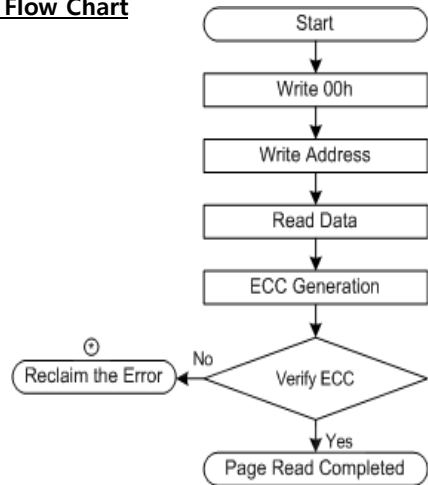 Flow Chart
Start
Write 00h
Write Address
Read Data
ECC Generation
Verify ECC
No
* Reclaim the Error
Yes
Page Read Completed